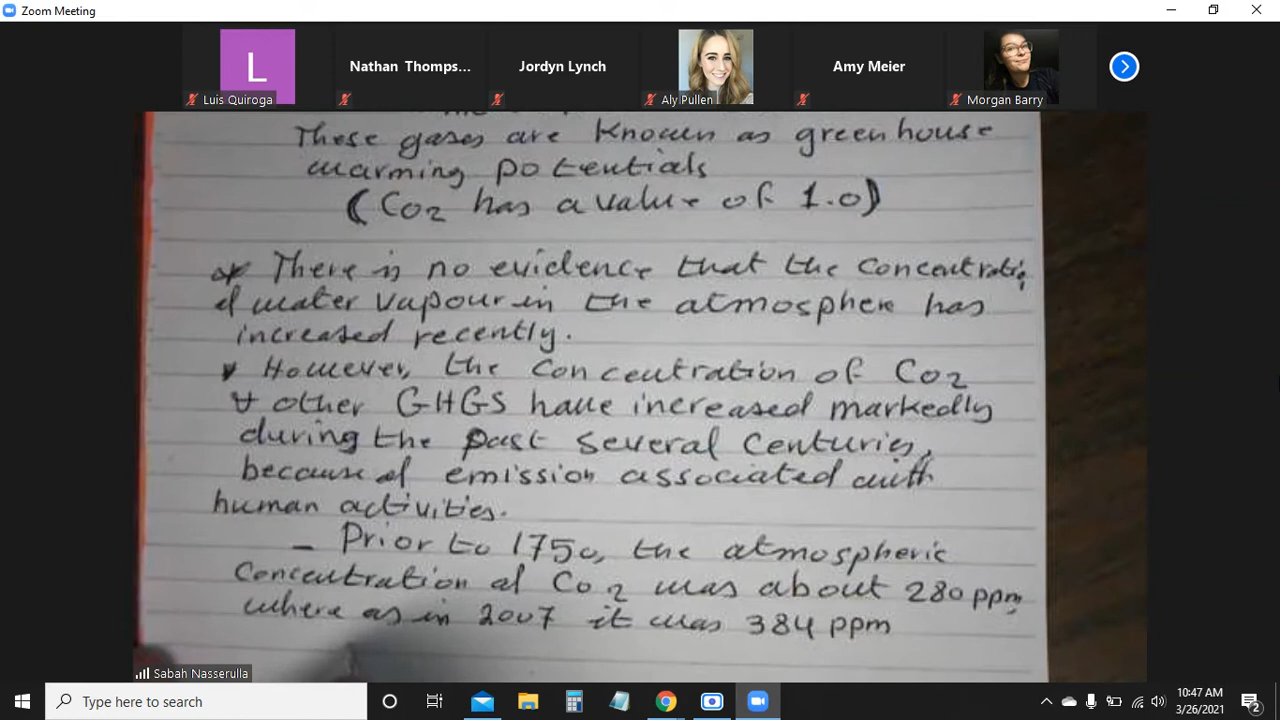 Zoom Meeting
L
Luis Quiroga
Nathan Thomps...
Jordyn Lynch
Aly Pullen
Amy Meier
Morgan Barry
These gases are known as greenhouse
warming potentials
(CO2 has a value of 1.0)
* There is no evidence that the concentratio
of water vapour in the atmosphere has
increased recently.
However, the concentration of CO2
other GHGS have increased markedly
during the past several centuries,
because of emission associated with
human activities.
- Prior to 1750, the atmospheric
concentration of CO2 was about 280 ppm,
where as in 2007 it was 384 ppm
Sabah Nasserulla
Type here to search
10:47 AM
3/26/2021
2